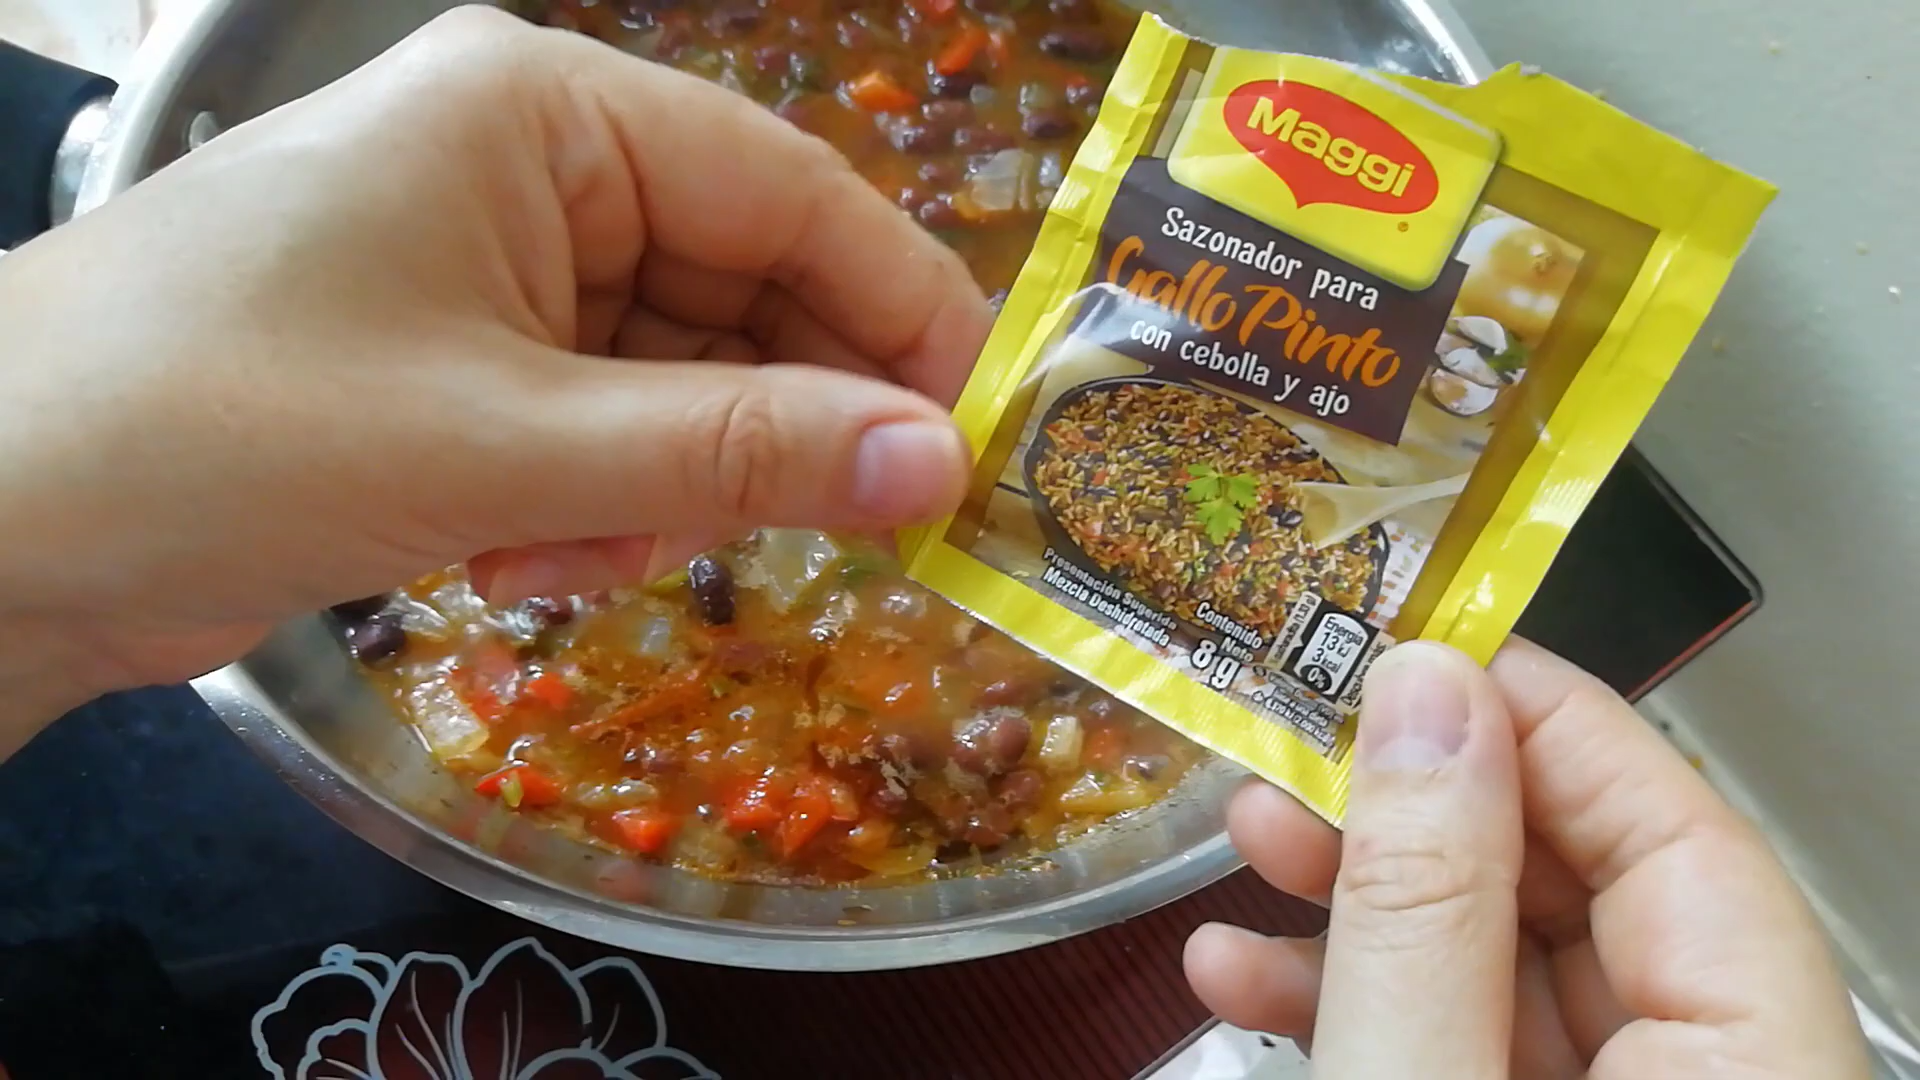 Maggi
Sazonador para
Gallo Pinto
con cebolla y ajo
Presentación Sugerida
Mezcla Deshidratada
Contenido
Neto
8g
Energía
13 kJ
3 kcal
0%